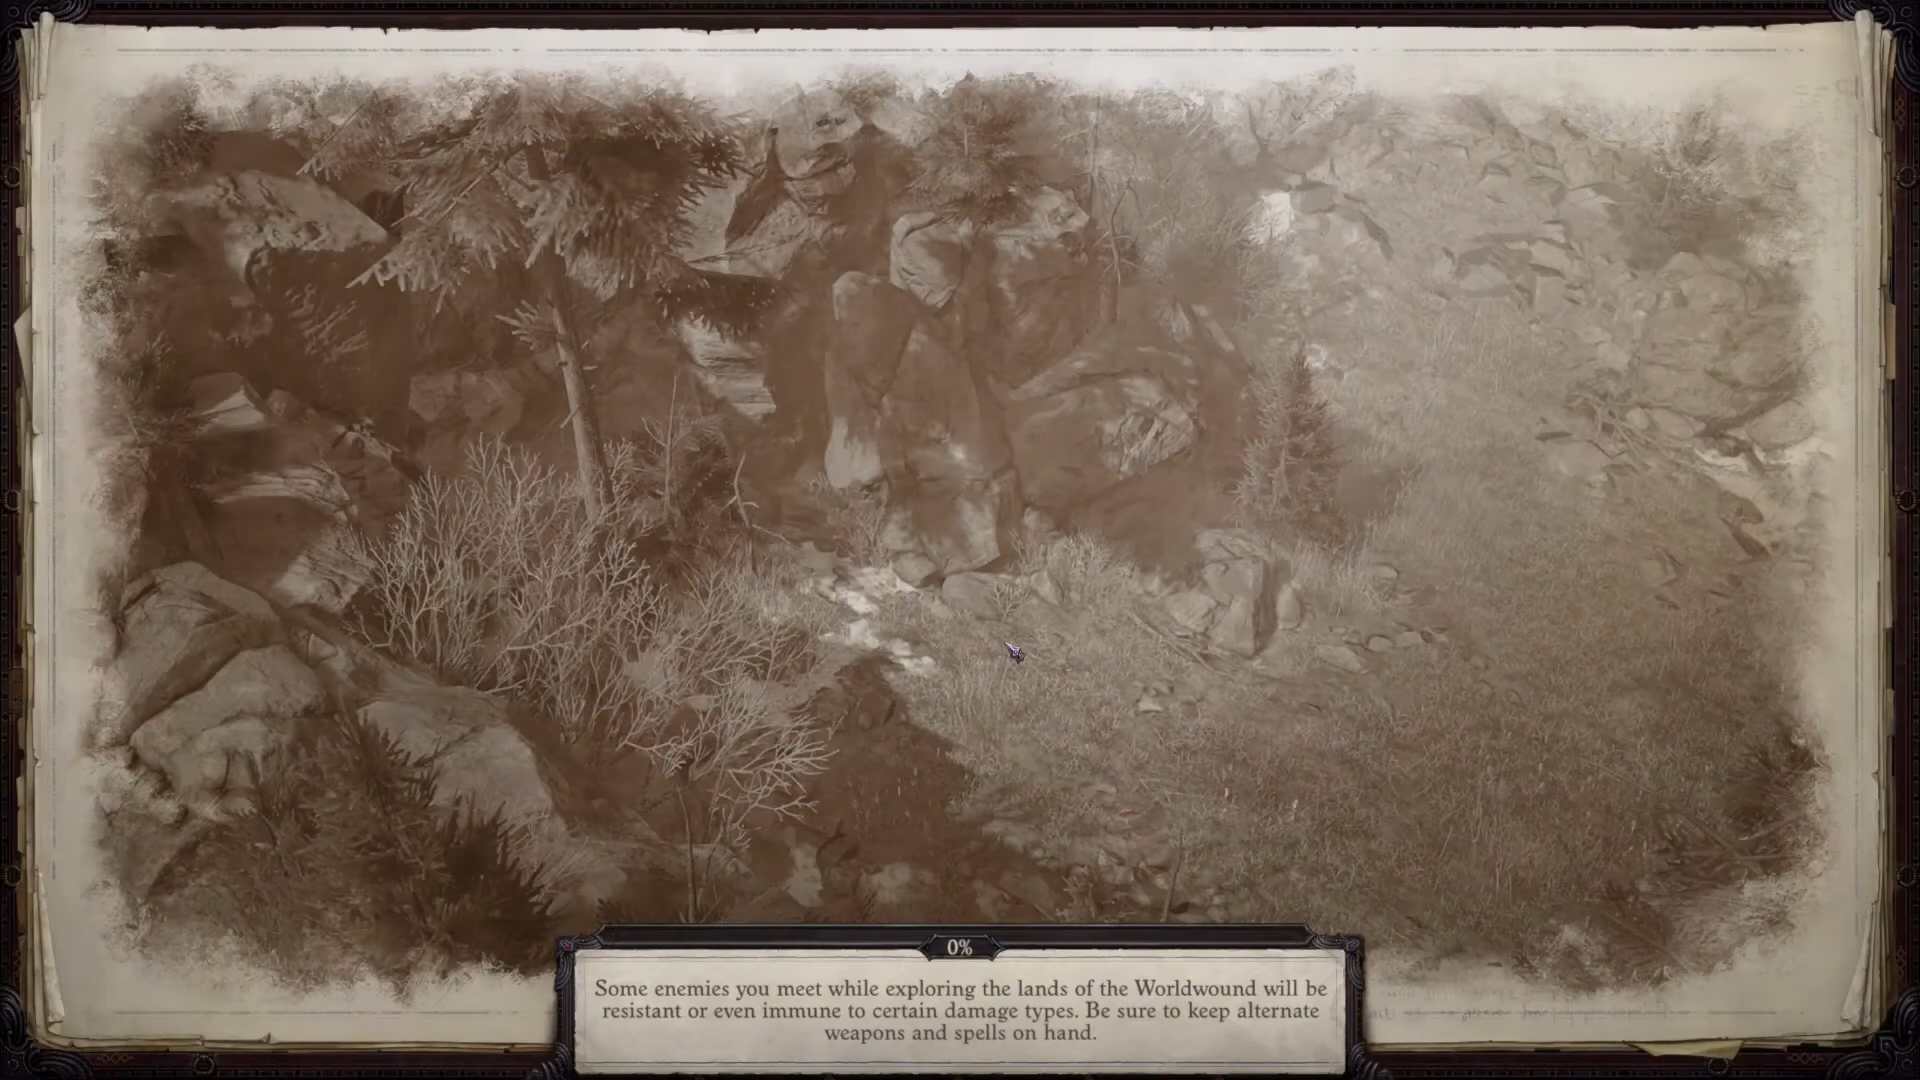 0%
Some enemies you meet while exploring the lands of the Worldwound will be
resistant or even immune to certain damage types. Be sure to keep alternate
weapons and spells on hand.